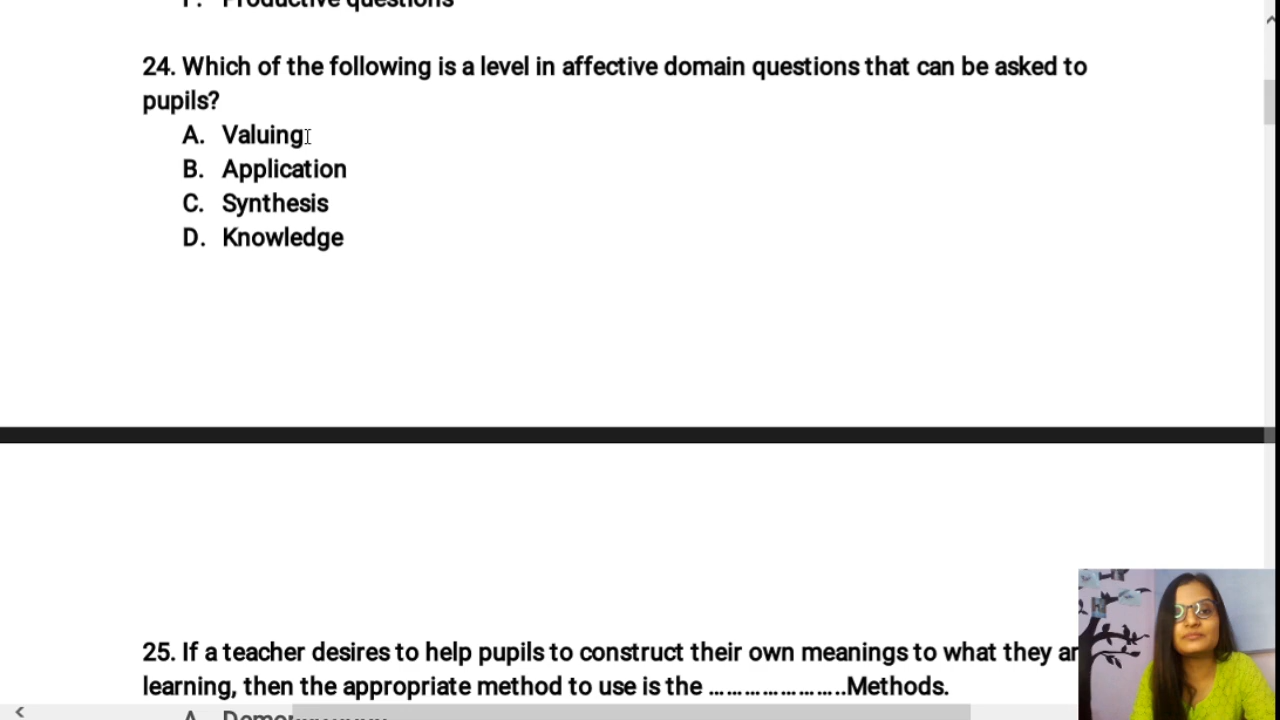 F. Productive questions
24. Which of the following is a level in affective domain questions that can be asked to
pupils?
A. Valuing
B. Application
C. Synthesis
D. Knowledge
25. If a teacher desires to help pupils to construct their own meanings to what they ar
learning, then the appropriate method to use is the …………………..Methods.
A.